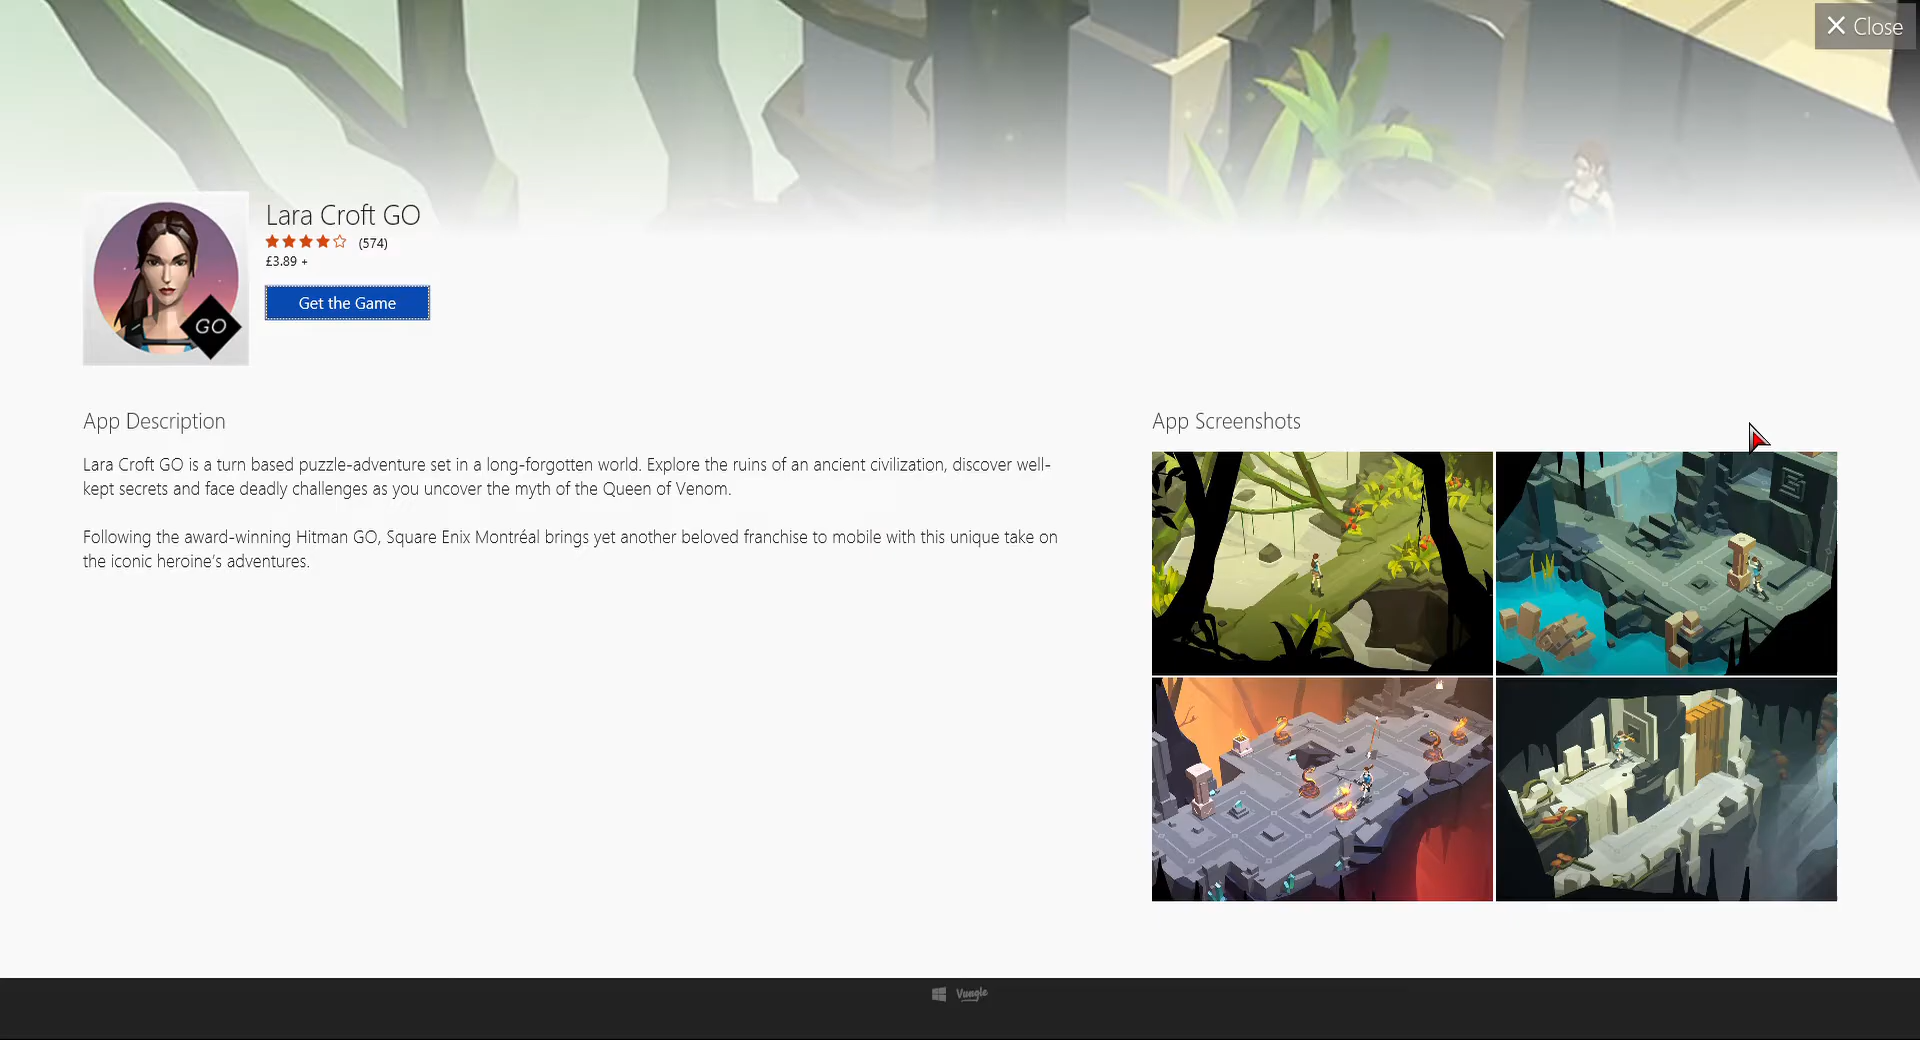 Close
Lara Croft GO
(574)
£3.89 +
Get the Game
GO
App Description
Lara Croft GO is a turn based puzzle-adventure set in a long-forgotten world. Explore the ruins of an ancient civilization, discover well-
kept secrets and face deadly challenges as you uncover the myth of the Queen of Venom.
Following the award-winning Hitman GO, Square Enix Montréal brings yet another beloved franchise to mobile with this unique take on
the iconic heroine’s adventures.
App Screenshots
Vungle